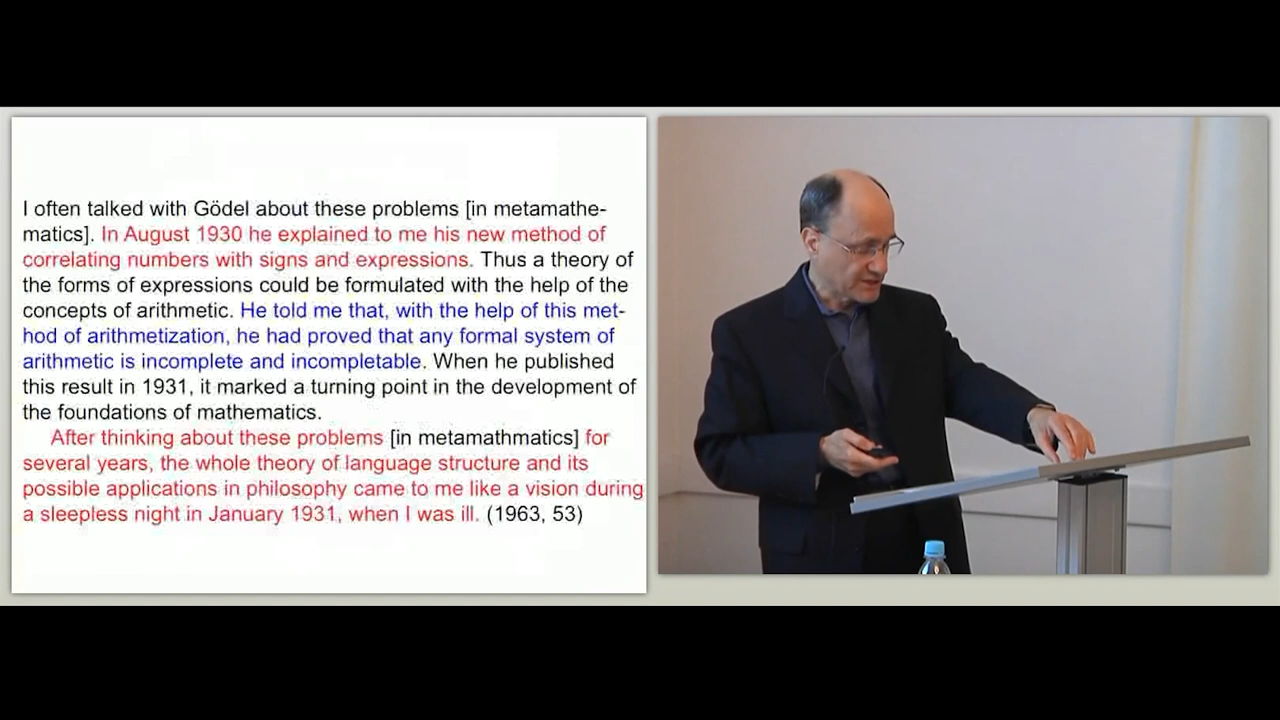 I often talked with Gödel about these problems [in metamathe-
matics]. In August 1930 he explained to me his new method of
correlating numbers with signs and expressions. Thus a theory of
the forms of expressions could be formulated with the help of the
concepts of arithmetic. He told me that, with the help of this met-
hod of arithmetization, he had proved that any formal system of
arithmetic is incomplete and incompletable. When he published
this result in 1931, it marked a turning point in the development of
the foundations of mathematics.
After thinking about these problems [in metamathmatics] for
several years, the whole theory of language structure and its
possible applications in philosophy came to me like a vision during
a sleepless night in January 1931, when I was ill. (1963, 53)